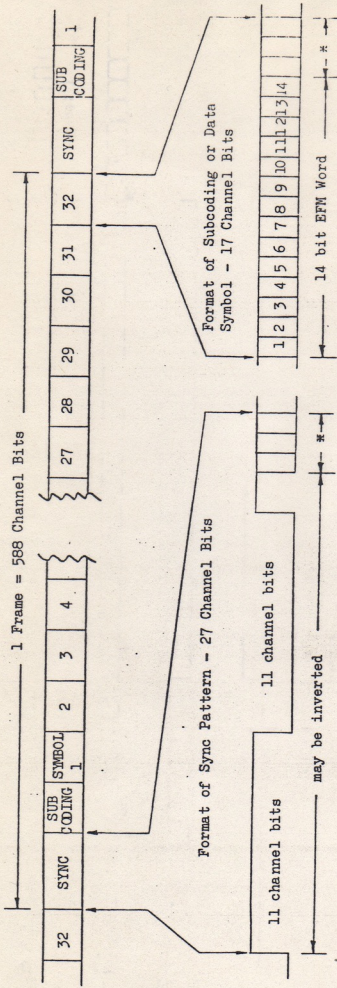 1 Frame = 588 Channel Bits
32 SYNC SUB CODING SYMBOL 1 2 3 4 27 28 29 30 31 32 SYNC SUB CODING 1
Format of Sync Pattern - 27 Channel Bits
Format of Subcoding or Data
Symbol - 17 Channel Bits
11 channel bits
11 channel bits
1 2 3 4 5 6 7 8 9 10 11 12 13 14
may be inverted
*
14 bit EFM Word
*